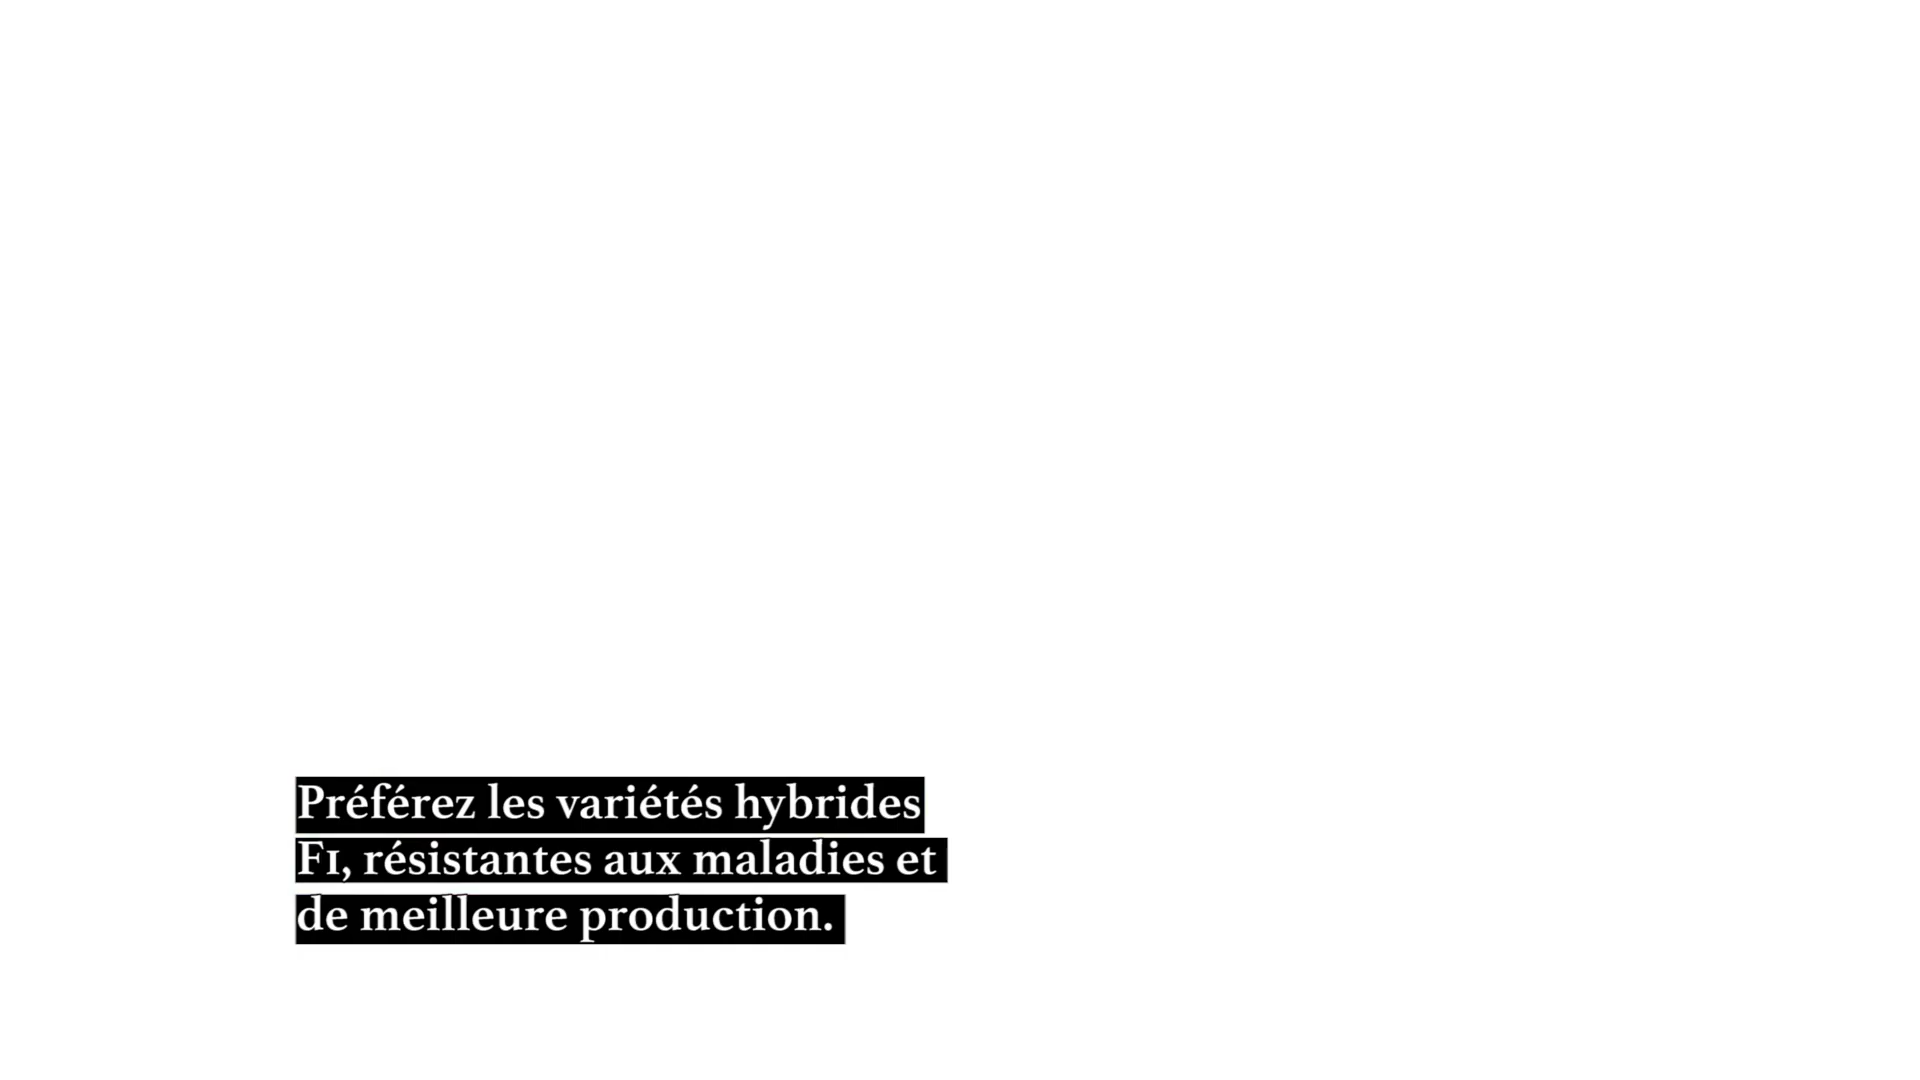 Préférez les variétés hybrides
F1, résistantes aux maladies et
de meilleure production.